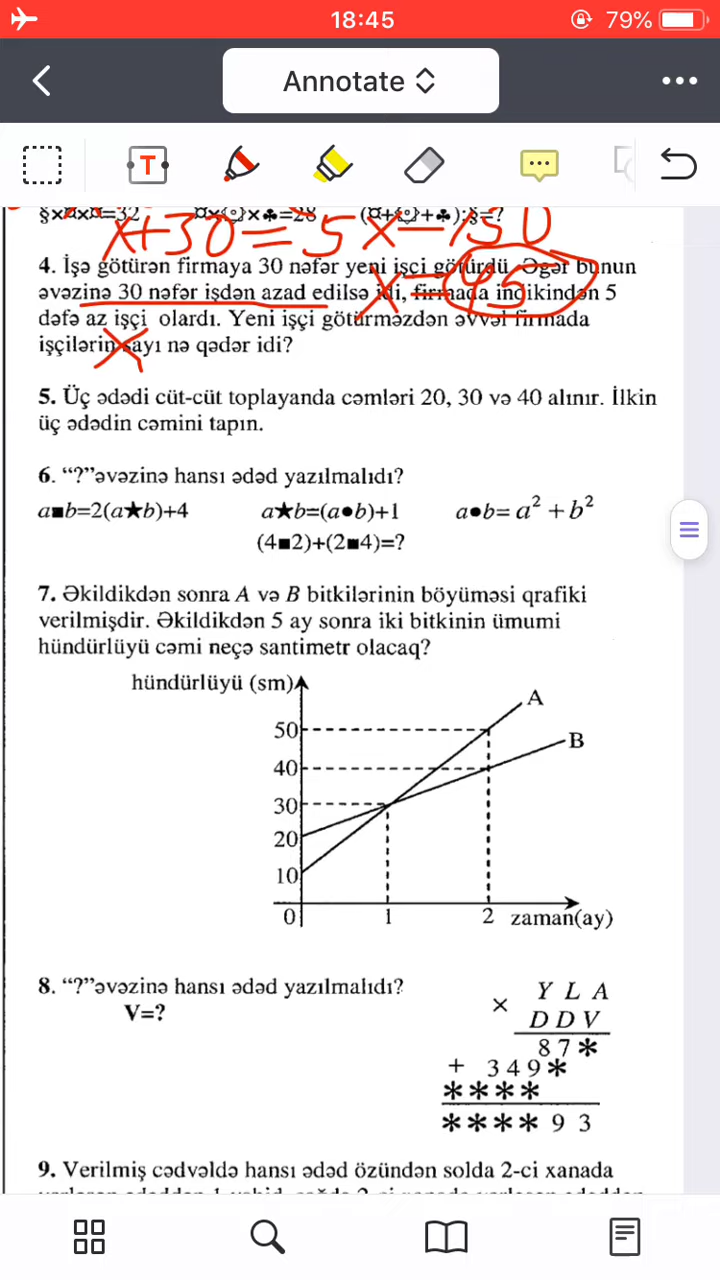 18:45
79%
Annotate
T
x+30=5x-150
4. İşə götürən firmaya 30 nəfər yeni işçi götürdü. Əgər bunun
əvəzinə 30 nəfər işdən azad edilsə idi, firmada indikindən 5
x=45
dəfə az işçi olardı. Yeni işçi götürməzdən əvvəl firmada
işçilərin sayı nə qədər idi?
x
5. Üç ədədi cüt-cüt toplayanda cəmləri 20, 30 və 40 alınır. İlkin
üç ədədin cəmini tapın.
6. “?”əvəzinə hansı ədəd yazılmalıdı?
a■b=2(a★b)+4 a★b=(a●b)+1 a●b= a² + b²
(4■2)+(2■4)=?
7. Əkildikdən sonra A və B bitkilərinin böyüməsi qrafiki
verilmişdir. Əkildikdən 5 ay sonra iki bitkinin ümumi
hündürlüyü cəmi neçə santimetr olacaq?
hündürlüyü (sm)
A
50
B
40
30
20
10
0 1 2 zaman(ay)
8. “?”əvəzinə hansı ədəd yazılmalıdı?
V=?
Y L A
× D D V
8 7 *
+ 3 4 9 *
* * * *
* * * * 9 3
9. Verilmiş cədvəldə hansı ədəd özündən solda 2-ci xanada